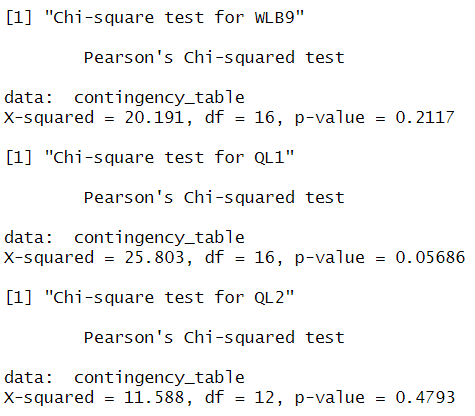 [1] "Chi-square test for WLB9"
Pearson's Chi-squared test
data:  contingency_table
X-squared = 20.191, df = 16, p-value = 0.2117
[1] "Chi-square test for QL1"
Pearson's Chi-squared test
data:  contingency_table
X-squared = 25.803, df = 16, p-value = 0.05686
[1] "Chi-square test for QL2"
Pearson's Chi-squared test
data:  contingency_table
X-squared = 11.588, df = 12, p-value = 0.4793